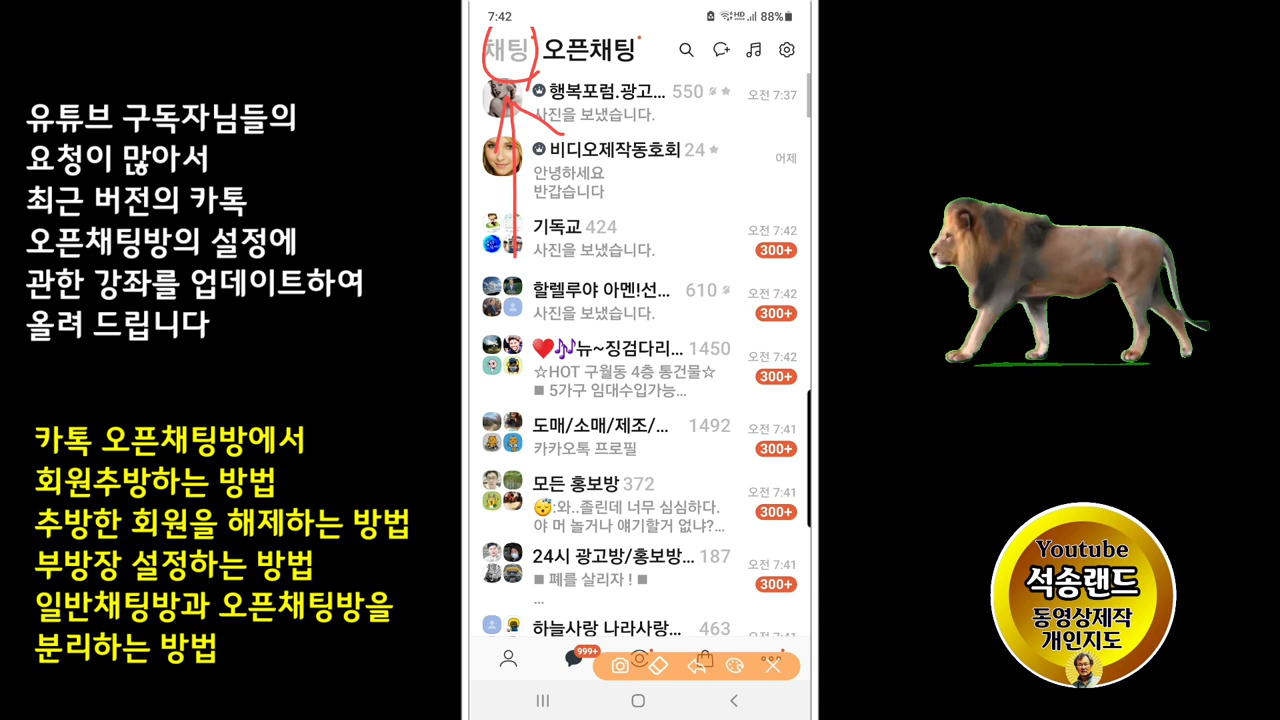 유튜브 구독자님들의
요청이 많아서
최근 버전의 카톡
오픈채팅방의 설정에
관한 강좌를 업데이트하여
올려 드립니다
카톡 오픈채팅방에서
회원추방하는 방법
추방한 회원을 해제하는 방법
부방장 설정하는 방법
일반채팅방과 오픈채팅방을
분리하는 방법
7:42
88%
채팅 오픈채팅
행복포럼.광고... 550 오전 7:37
사진을 보냈습니다.
비디오제작동호회 24 어제
안녕하세요
반갑습니다
기독교 424 오전 7:42
사진을 보냈습니다. 300+
할렐루야 아멘!선... 610 오전 7:42
사진을 보냈습니다. 300+
❤️🎶뉴~징검다리... 1450 오전 7:42
☆HOT 구월동 4층 통건물☆ 300+
■ 5가구 임대수입가능...
도매/소매/제조/... 1492 오전 7:41
카카오톡 프로필 300+
모든 홍보방 372 오전 7:41
😴:와..졸린데 너무 심심하다. 300+
야 머 놀거나 얘기할거 없냐?...
24시 광고방/홍보방... 187 오전 7:41
■ 폐를 살리자 ! ■ 300+
...
하늘사랑 나라사랑... 463 오전 7:41
999+
Youtube
석송랜드
동영상제작
개인지도